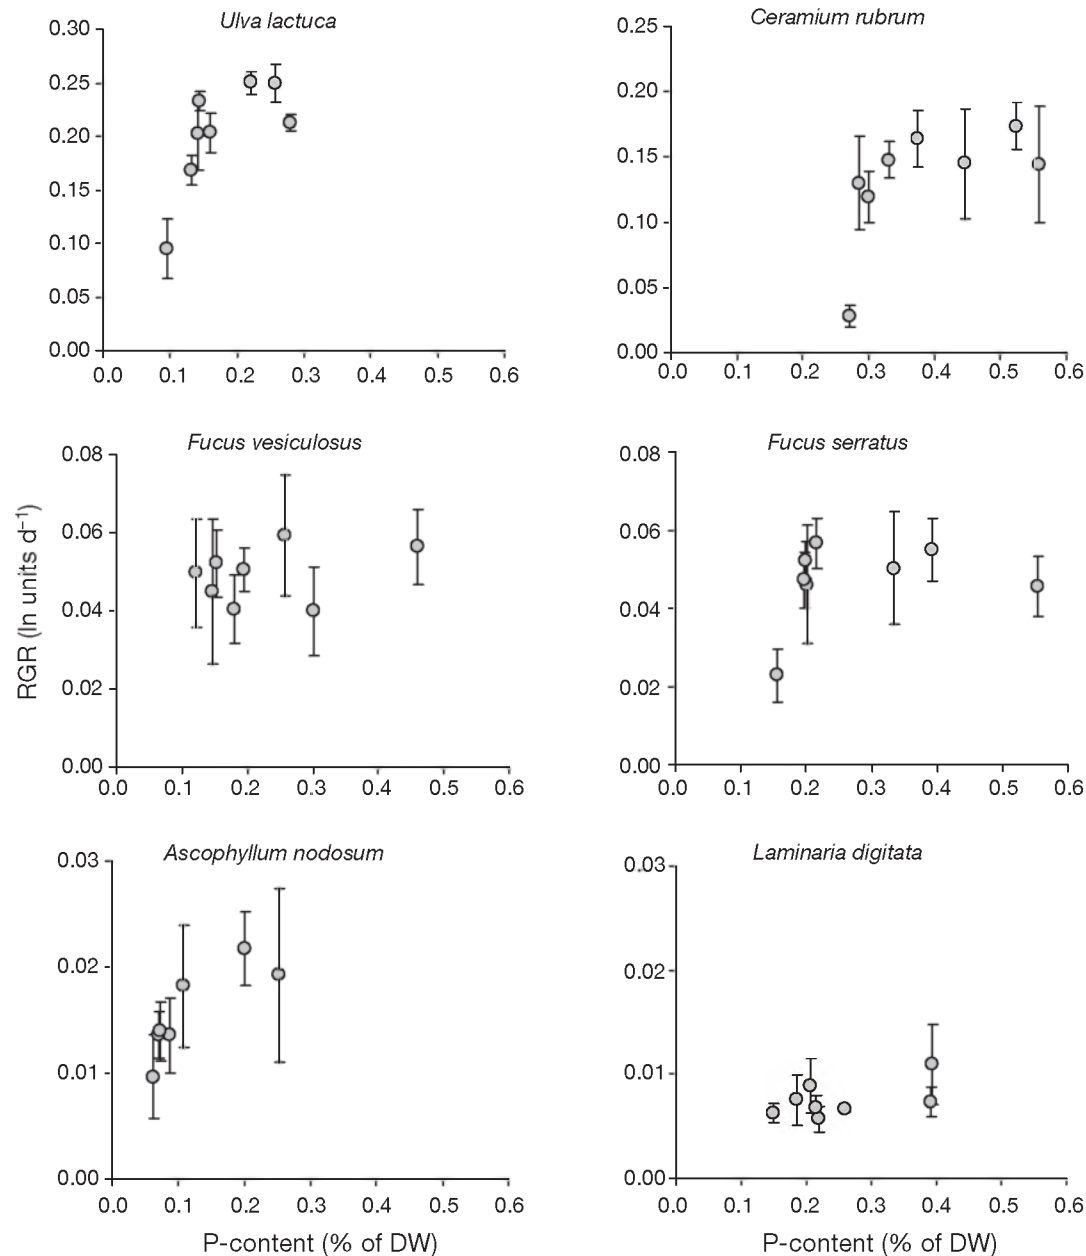 Ulva lactuca
0.30
0.25
0.20
0.15
0.10
0.05
0.00
0.0 0.1 0.2 0.3 0.4 0.5 0.6
Ceramium rubrum
0.25
0.20
0.15
0.10
0.05
0.00
0.0 0.1 0.2 0.3 0.4 0.5 0.6
RGR (ln units d⁻¹)
Fucus vesiculosus
0.08
0.06
0.04
0.02
0.00
0.0 0.1 0.2 0.3 0.4 0.5 0.6
Fucus serratus
0.08
0.06
0.04
0.02
0.00
0.0 0.1 0.2 0.3 0.4 0.5 0.6
Ascophyllum nodosum
0.03
0.02
0.01
0.00
0.0 0.1 0.2 0.3 0.4 0.5 0.6
P-content (% of DW)
Laminaria digitata
0.03
0.02
0.01
0.00
0.0 0.1 0.2 0.3 0.4 0.5 0.6
P-content (% of DW)